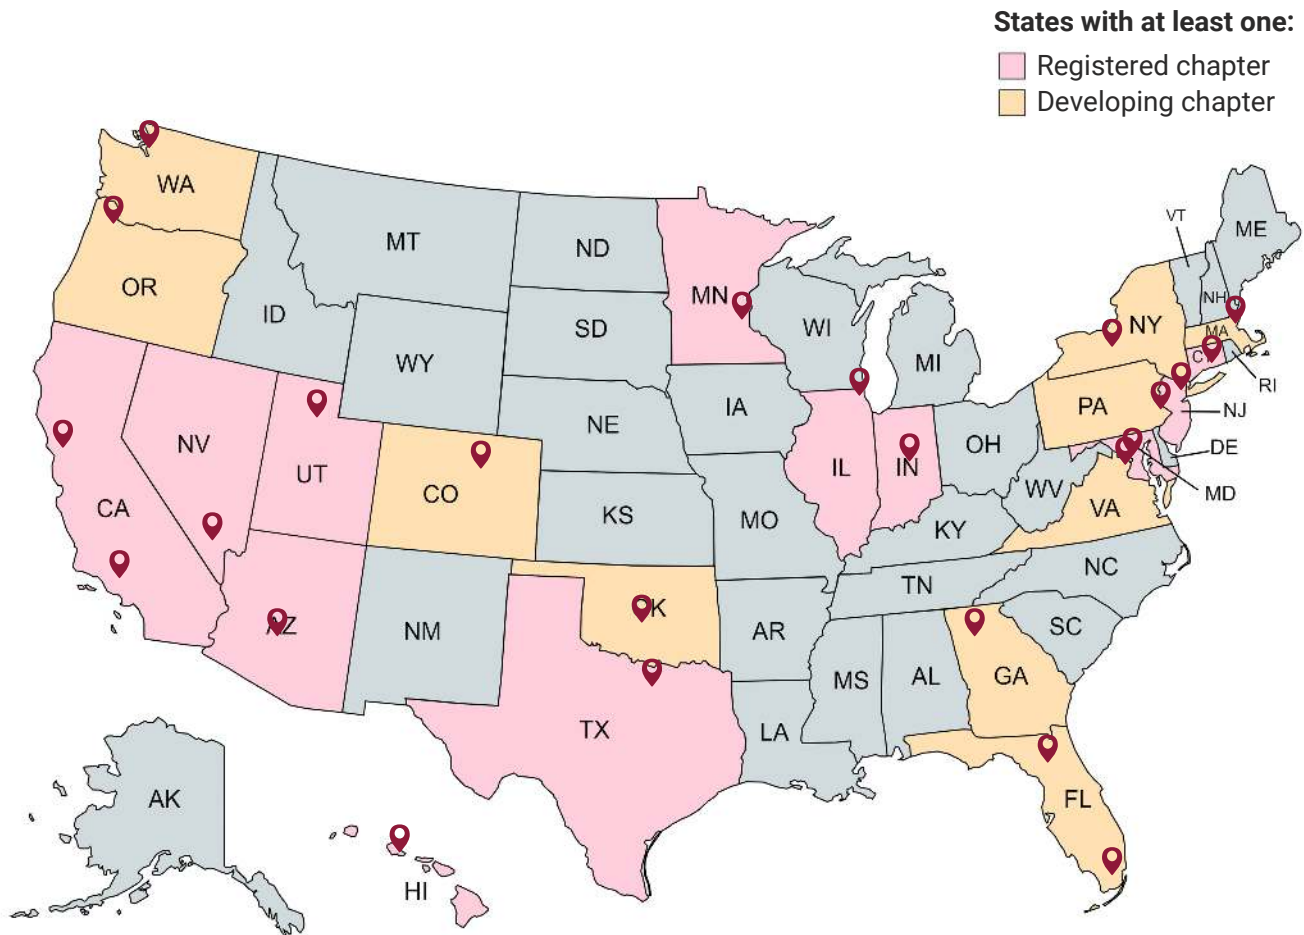 States with at least one:
Registered chapter
Developing chapter
WA
MT
ND
MN
VT
ME
OR
ID
SD
WI
NH
NY
MA
WY
MI
C
RI
IA
PA
NJ
NV
NE
OH
DE
UT
CO
IL
IN
WV
MD
CA
KS
MO
KY
VA
NC
TN
AZ
NM
K
AR
SC
MS
AL
GA
TX
LA
AK
FL
HI